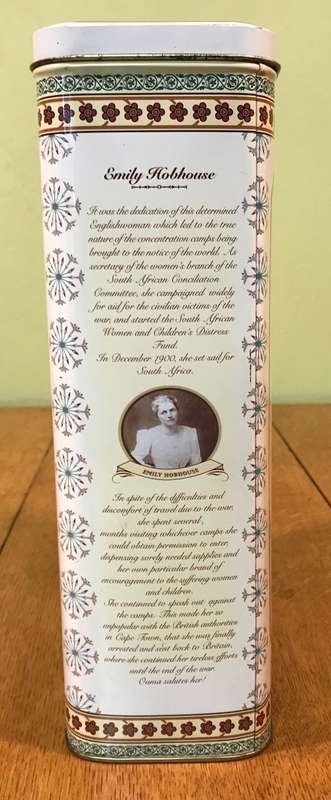 Emily Hobhouse
It was the dedication of this determined
Englishwoman which led to the true
nature of the concentration camps being
brought to the notice of the world. As
secretary of the women's branch of the
South African Conciliation
Committee, she campaigned widely
for aid for the civilian victims of the
war, and started the South African
Women and Children's Distress
Fund.
In December 1900, she set sail for
South Africa.
EMILY HOBHOUSE
In spite of the difficulties and
discomfort of travel due to the war,
she spent several,
months visiting whichever camps she
could obtain permission to enter,
dispensing sorely needed supplies and
her own particular brand of
encouragement to the suffering women
and children.
She continued to speak out against
the camps. This made her so
unpopular with the British authorities
in Cape Town, that she was finally
arrested and sent back to Britain,
where she continued her tireless efforts
until the end of the war.
Ouma salutes her!